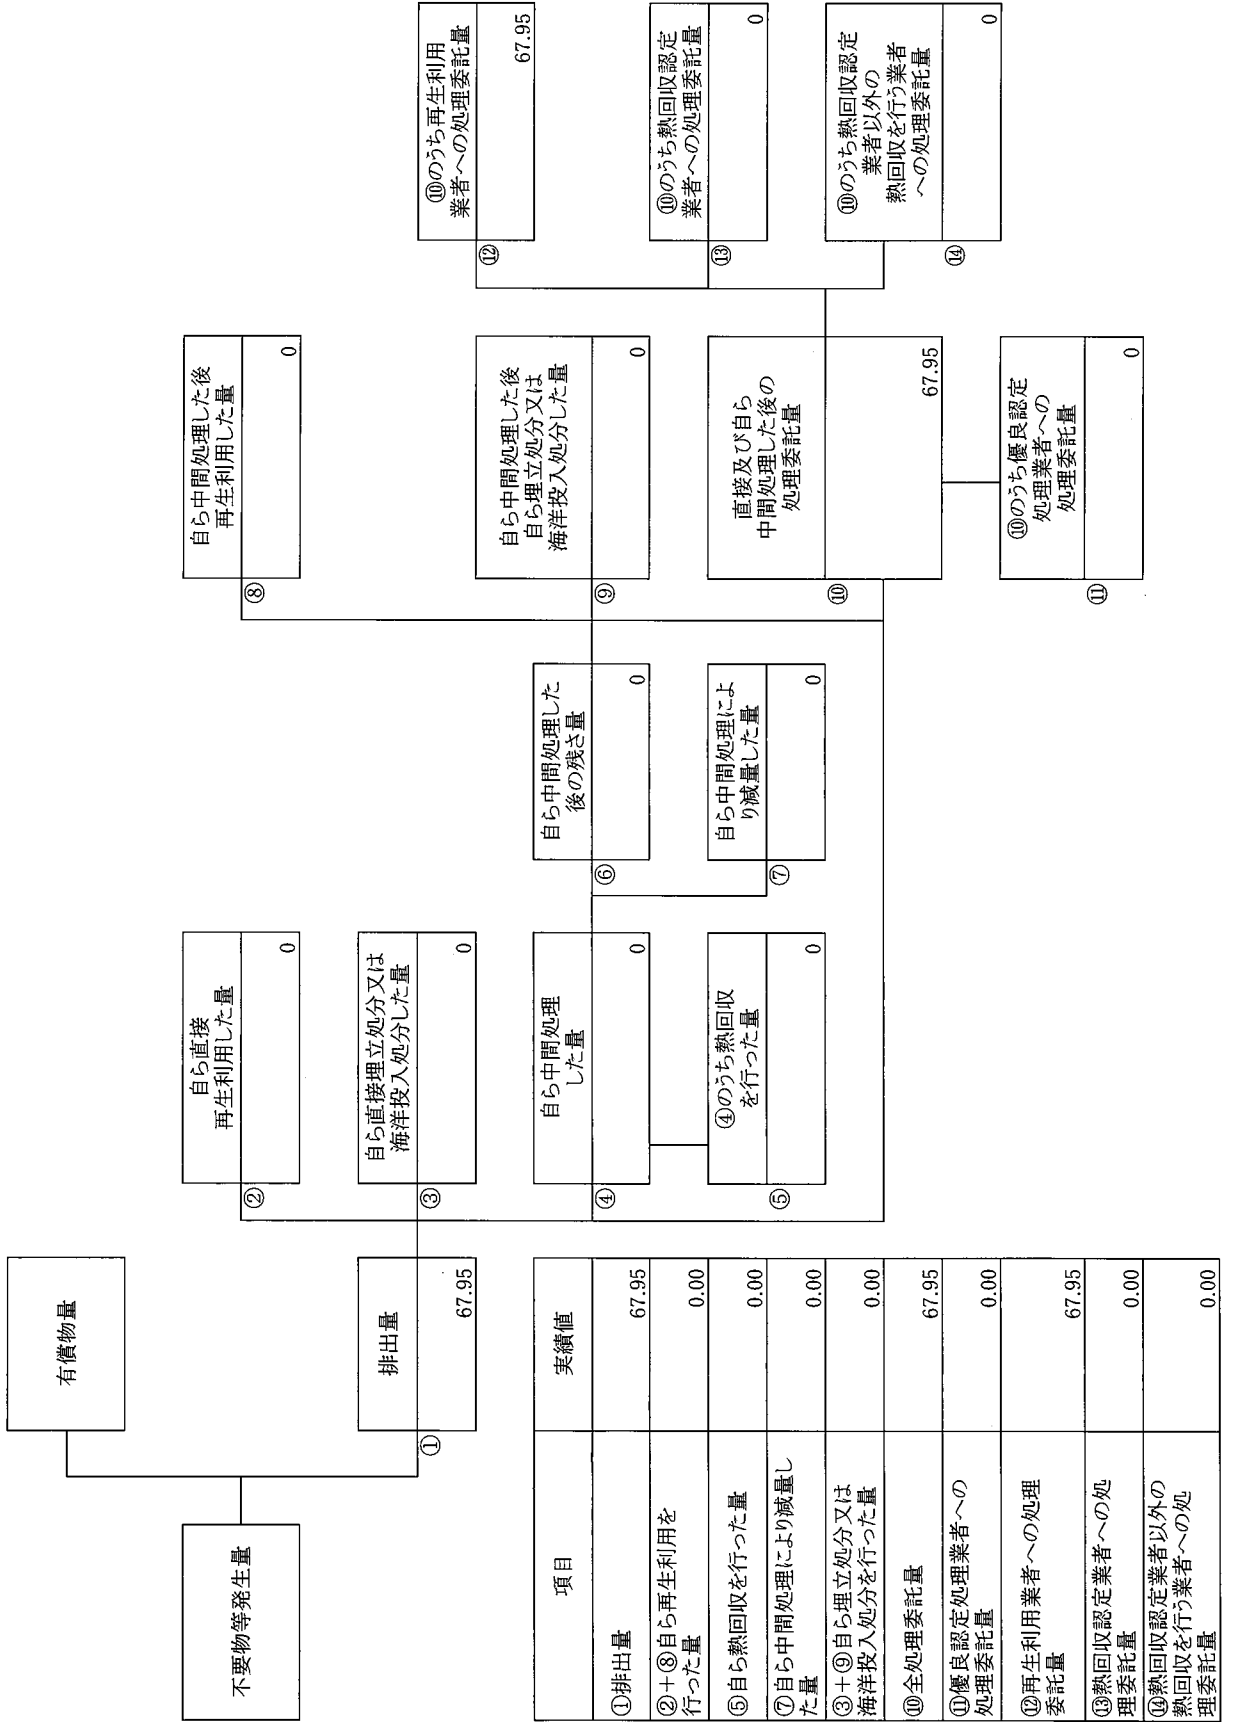 不要物等発生量
有償物量
①
排出量
67.95
②
自ら直接
再生利用した量
0
③
自ら直接埋立処分又は
海洋投入処分した量
0
④
自ら中間処理
した量
0
⑤
④のうち熱回収
を行った量
0
⑥
自ら中間処理した
後の残さ量
0
⑦
自ら中間処理によ
り減量した量
0
⑧
自ら中間処理した後
再生利用した量
0
⑨
自ら中間処理した後
自ら埋立処分又は
海洋投入処分した量
0
⑩
直接及び自ら
中間処理した後の
処理委託量
67.95
⑪
⑩のうち優良認定
処理業者への
処理委託量
0
⑫
⑩のうち再生利用
業者への処理委託量
67.95
⑬
⑩のうち熱回収認定
業者への処理委託量
0
⑭
⑩のうち熱回収認定
業者以外の
熱回収を行う業者
への処理委託量
0
項目
実績値
①排出量
67.95
②+⑧自ら再生利用を
行った量
0.00
⑤自ら熱回収を行った量
0.00
⑦自ら中間処理により減量し
た量
0.00
③+⑨自ら埋立処分又は
海洋投入処分を行った量
0.00
⑩全処理委託量
67.95
⑪優良認定処理業者への
処理委託量
0.00
⑫再生利用業者への処理
委託量
67.95
⑬熱回収認定業者への処
理委託量
0.00
⑭熱回収認定業者以外の
熱回収を行う業者への処
理委託量
0.00